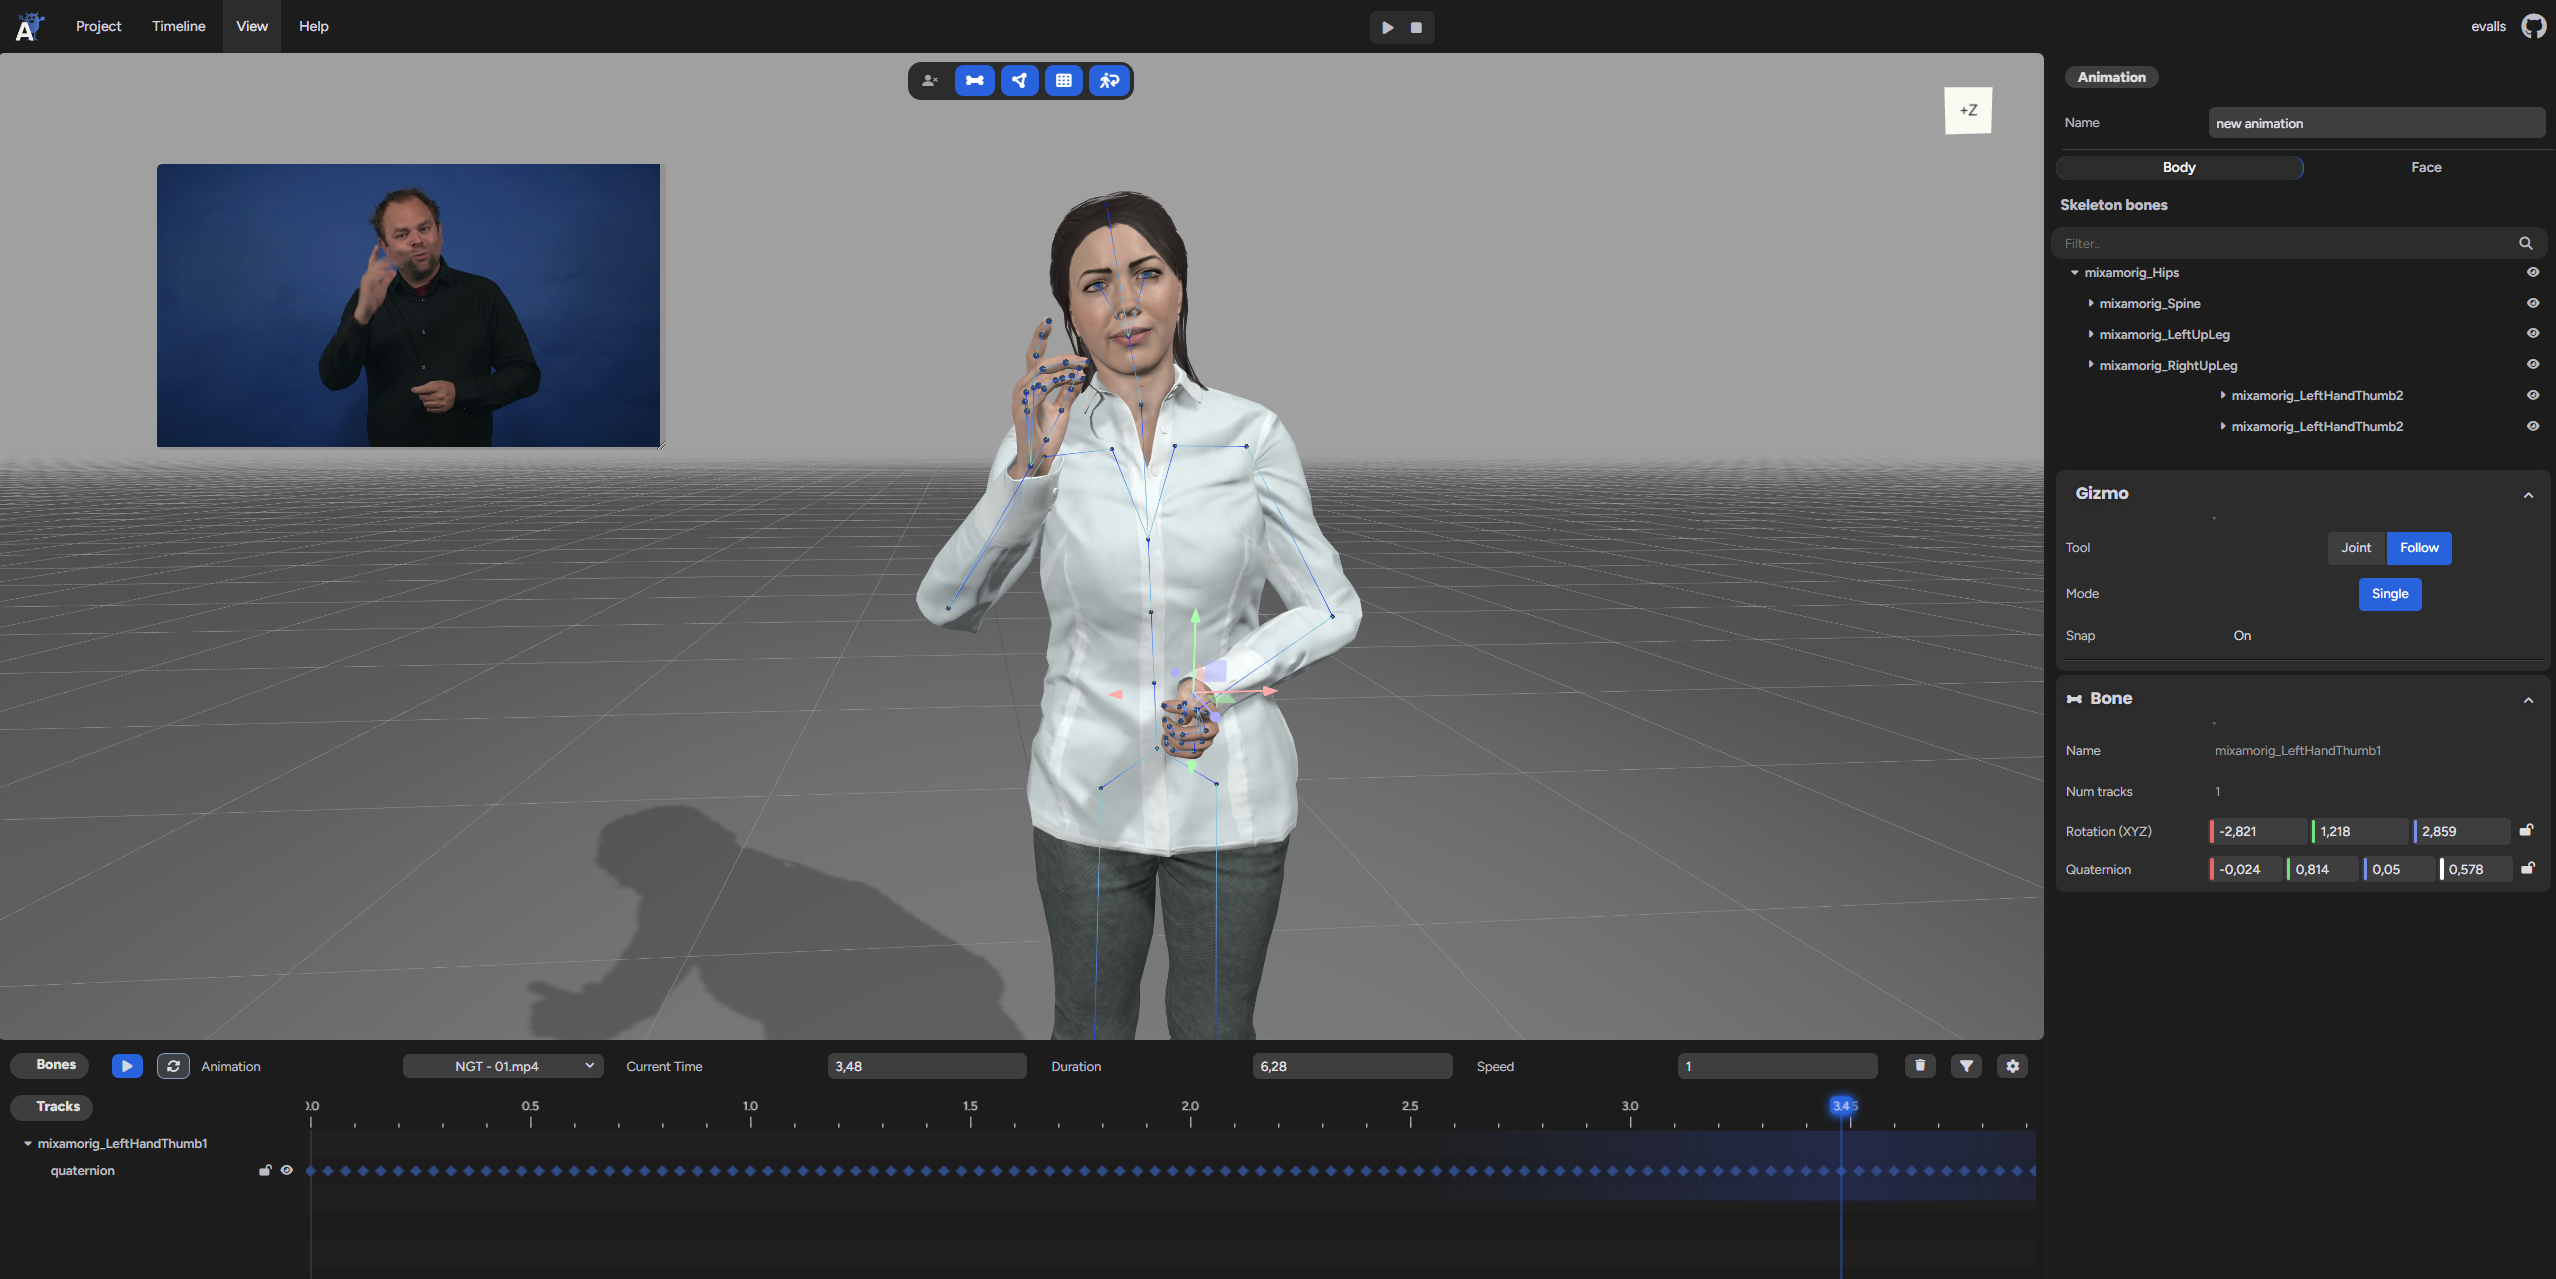 A Project Timeline View Help evalls
+Z
Animation
Name new animation
Body Face
Skeleton bones
Filter..
mixamorig_Hips
mixamorig_Spine
mixamorig_LeftUpLeg
mixamorig_RightUpLeg
mixamorig_LeftHandThumb2
mixamorig_LeftHandThumb2
Gizmo
Tool Joint Follow
Mode Single
Snap On
Bone
Name mixamorig_LeftHandThumb1
Num tracks 1
Rotation (XYZ) -2,821 1,218 2,859
Quaternion -0,024 0,814 0,05 0,578
Bones Animation NGT - 01.mp4 Current Time 3,48 Duration 6,28 Speed 1
Tracks 0.0 0.5 1.0 1.5 2.0 2.5 3.0 3.45
mixamorig_LeftHandThumb1
quaternion